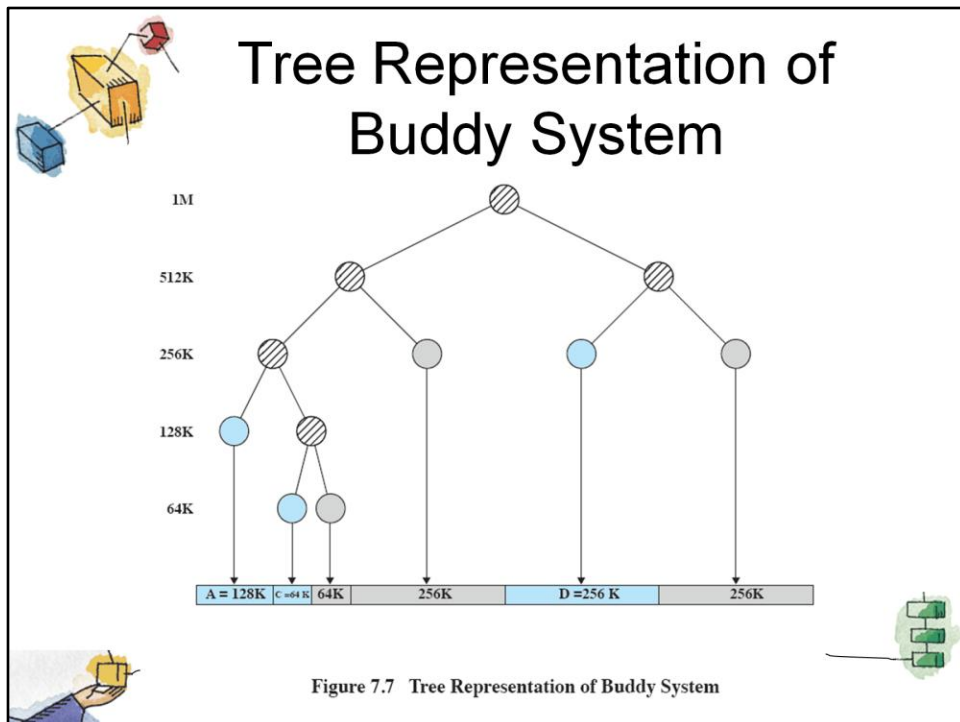 Tree Representation of
Buddy System
1M
512K
256K
128K
64K
A = 128K C =64 K 64K 256K D =256 K 256K
Figure 7.7 Tree Representation of Buddy System